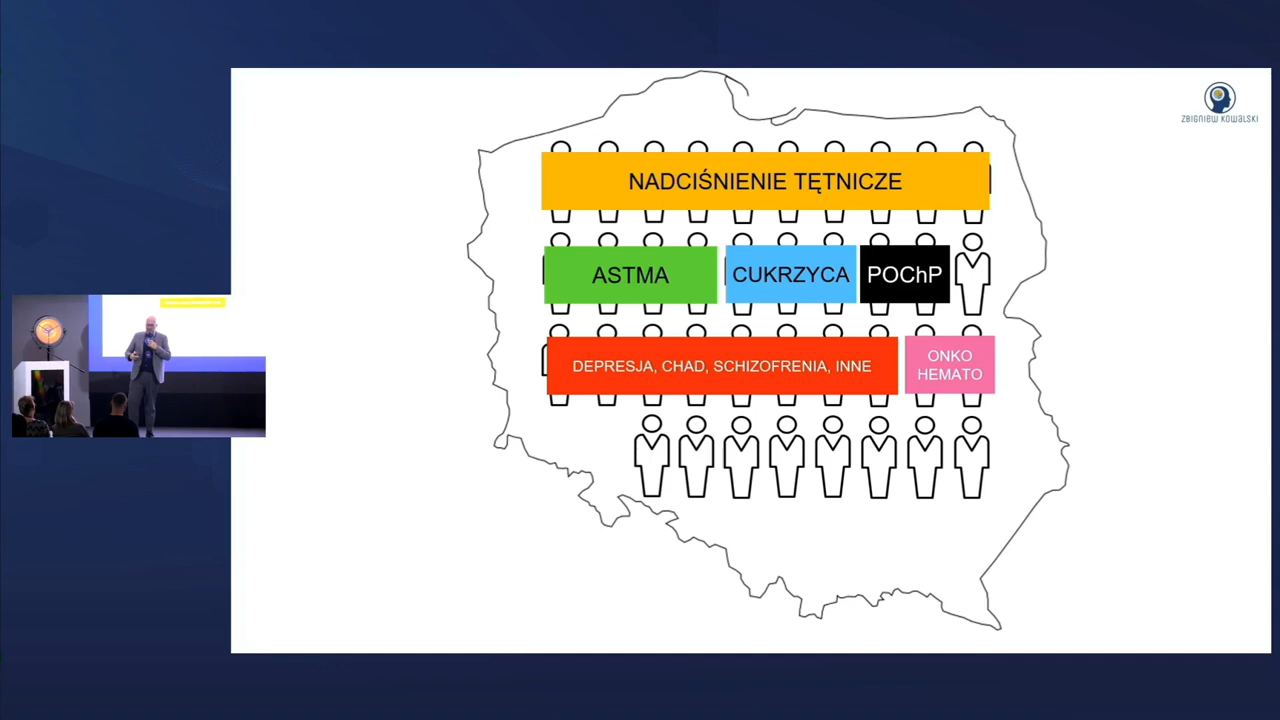 ZBIGNIEW KOWALSKI
NADCIŚNIENIE TĘTNICZE
ASTMA
CUKRZYCA
POChP
DEPRESJA, CHAD, SCHIZOFRENIA, INNE
ONKO
HEMATO